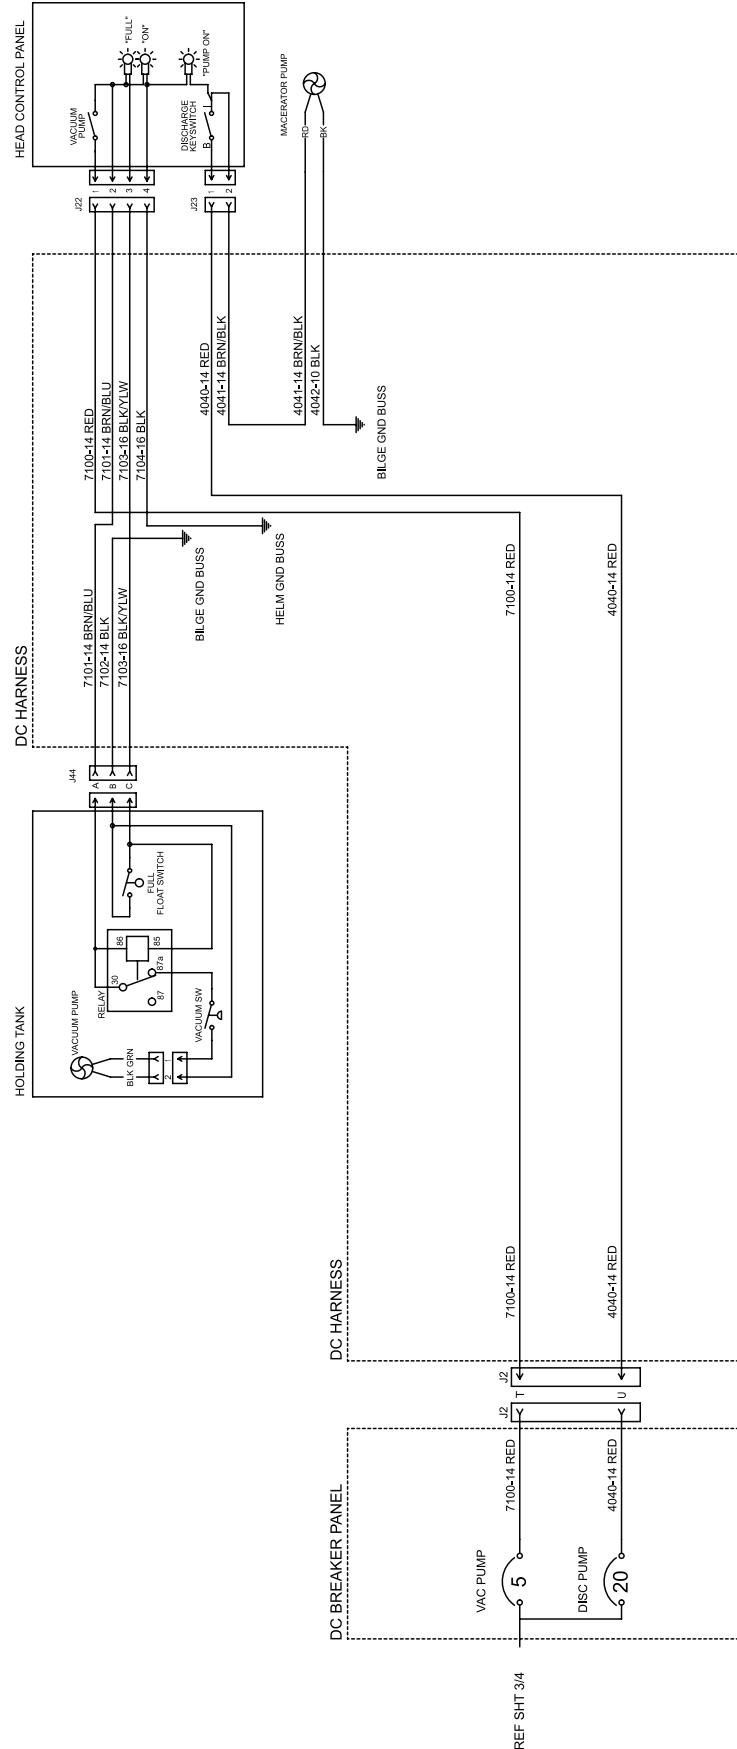 HEAD CONTROL PANEL
"FULL"
"ON"
"PUMP ON"
VACUUM
PUMP
DISCHARGE
KEYSWITCH
B
I
MACERATOR PUMP
RD
BK
J22
1
2
3
4
J23
1
2
7100-14 RED
7101-14 BRN/BLU
7103-16 BLK/YLW
7104-16 BLK
4040-14 RED
4041-14 BRN/BLK
4041-14 BRN/BLK
4042-10 BLK
BILGE GND BUSS
BILGE GND BUSS
HELM GND BUSS
DC HARNESS
7101-14 BRN/BLU
7102-14 BLK
7103-16 BLK/YLW
7100-14 RED
4040-14 RED
J44
A
B
C
HOLDING TANK
FULL
FLOAT SWITCH
RELAY
86
85
30
87a
87
VACUUM SW
VACUUM PUMP
BLK
GRN
1
2
DC HARNESS
7100-14 RED
4040-14 RED
J2
T
U
J2
DC BREAKER PANEL
7100-14 RED
4040-14 RED
VAC PUMP
5
DISC PUMP
20
REF SHT 3/4